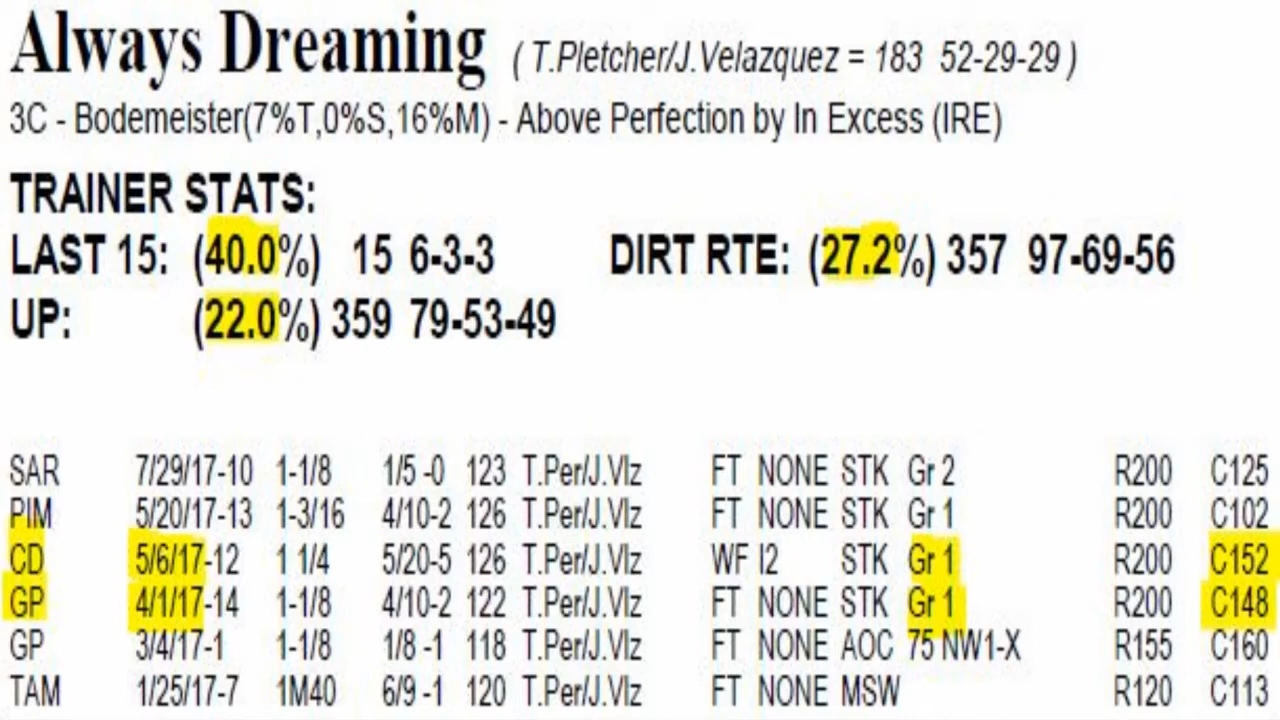 Always Dreaming (T.Pletcher/J.Velazquez = 183 52-29-29)
3C - Bodemeister(7%T,0%S,16%M) - Above Perfection by In Excess (IRE)
TRAINER STATS:
LAST 15: (40.0%) 15 6-3-3 DIRT RTE: (27.2%) 357 97-69-56
UP: (22.0%) 359 79-53-49
SAR 7/29/17-10 1-1/8 1/5 -0 123 T.Per/J.Vlz FT NONE STK Gr 2 R200 C125
PIM 5/20/17-13 1-3/16 4/10-2 126 T.Per/J.Vlz FT NONE STK Gr 1 R200 C102
CD 5/6/17-12 1 1/4 5/20-5 126 T.Per/J.Vlz WF I2 STK Gr 1 R200 C152
GP 4/1/17-14 1-1/8 4/10-2 122 T.Per/J.Vlz FT NONE STK Gr 1 R200 C148
GP 3/4/17-1 1-1/8 1/8 -1 118 T.Per/J.Vlz FT NONE AOC 75 NW1-X R155 C160
TAM 1/25/17-7 1M40 6/9 -1 120 T.Per/J.Vlz FT NONE MSW R120 C113